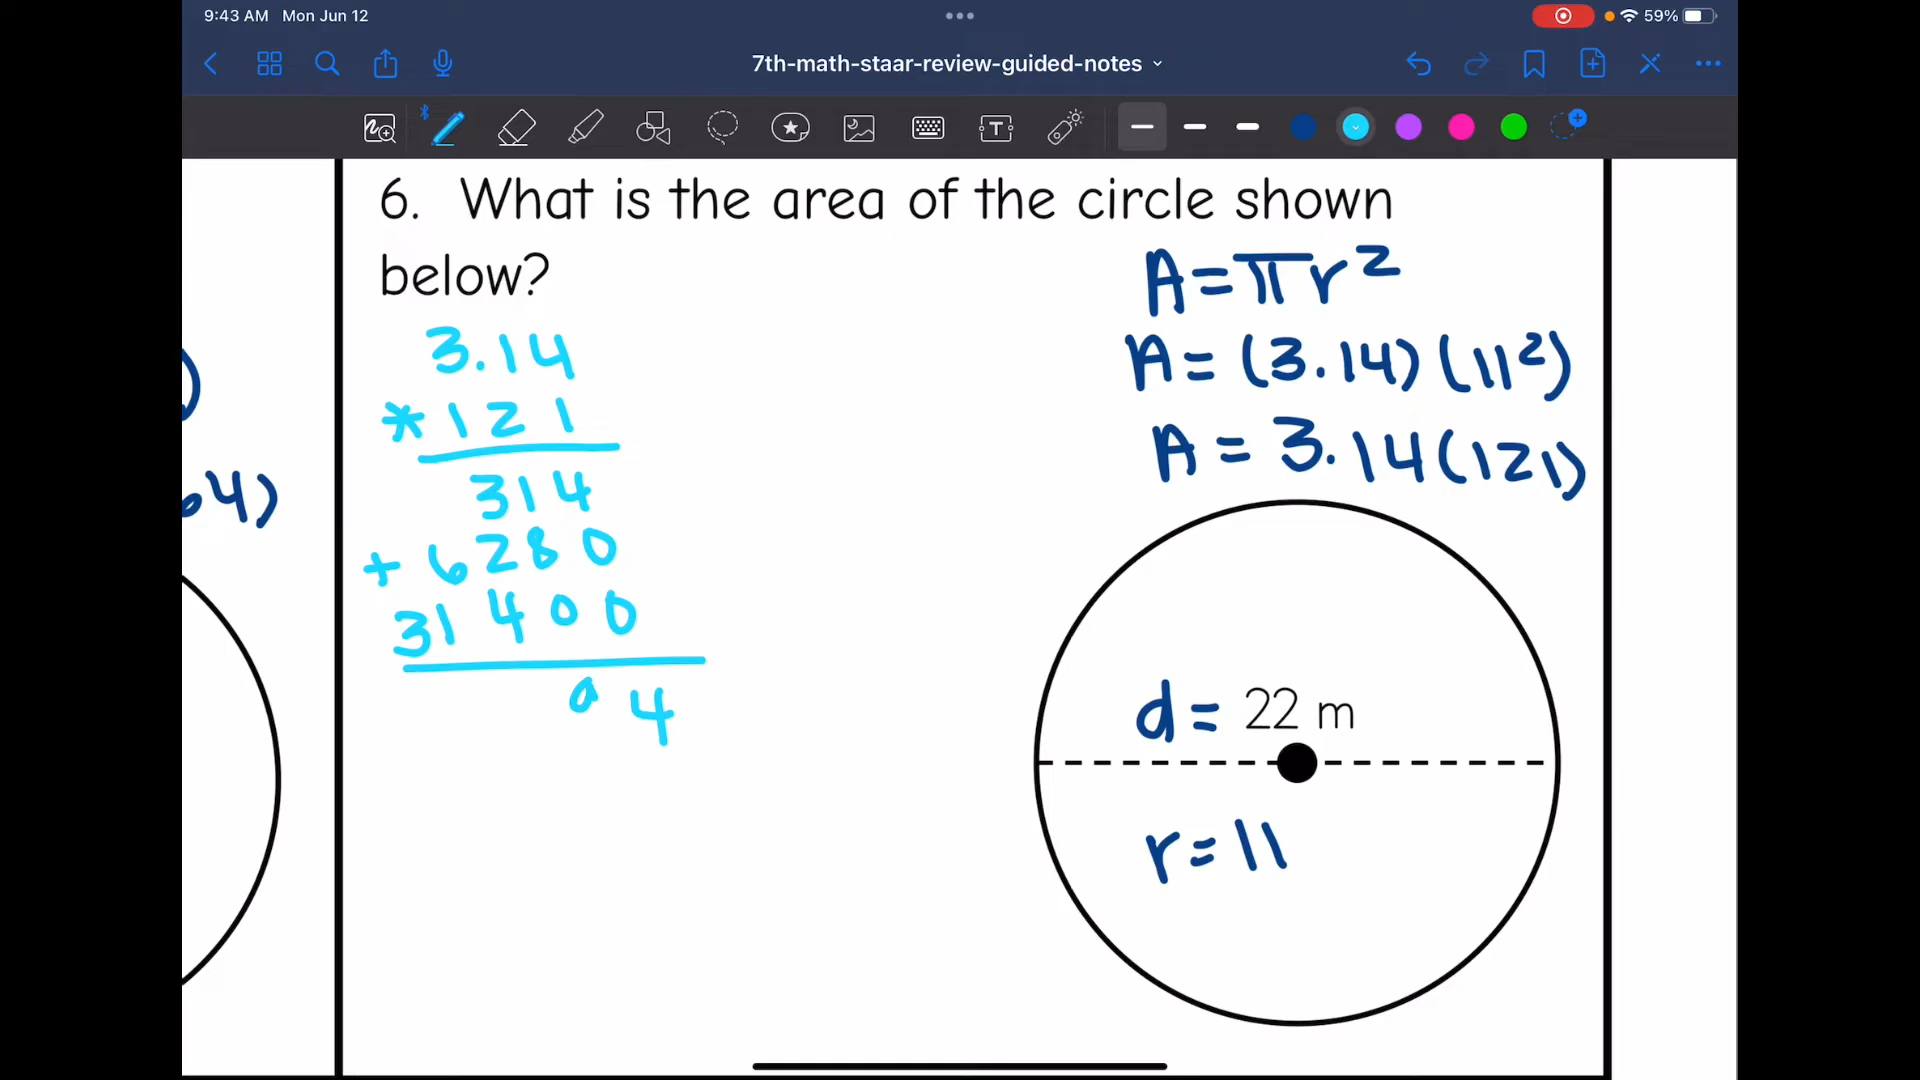 9:43 AM Mon Jun 12
59%
7th-math-staar-review-guided-notes
6. What is the area of the circle shown
below?
A=πr²
A=(3.14)(11²)
A=3.14(121)
3.14
*121
314
+6280
31400
04
64)
)
d= 22 m
r=11